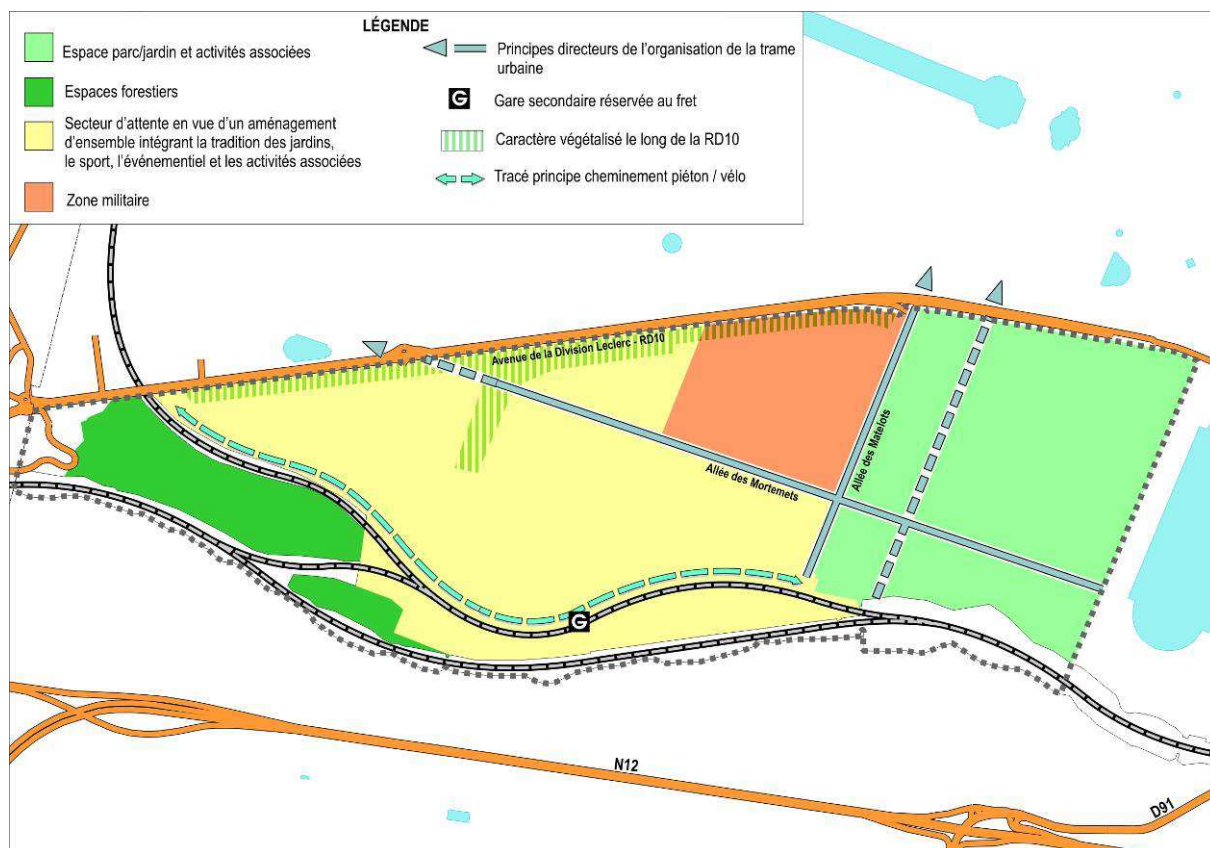 LÉGENDE
Espace parc/jardin et activités associées
Espaces forestiers
Secteur d'attente en vue d'un aménagement
d'ensemble intégrant la tradition des jardins,
le sport, l'événementiel et les activités associées
Zone militaire
Principes directeurs de l'organisation de la trame
urbaine
G
Gare secondaire réservée au fret
Caractère végétalisé le long de la RD10
Tracé principe cheminement piéton / vélo
Avenue de la Division Leclerc - RD10
Allée des Matelots
Allée des Mortemets
G
N12
D91